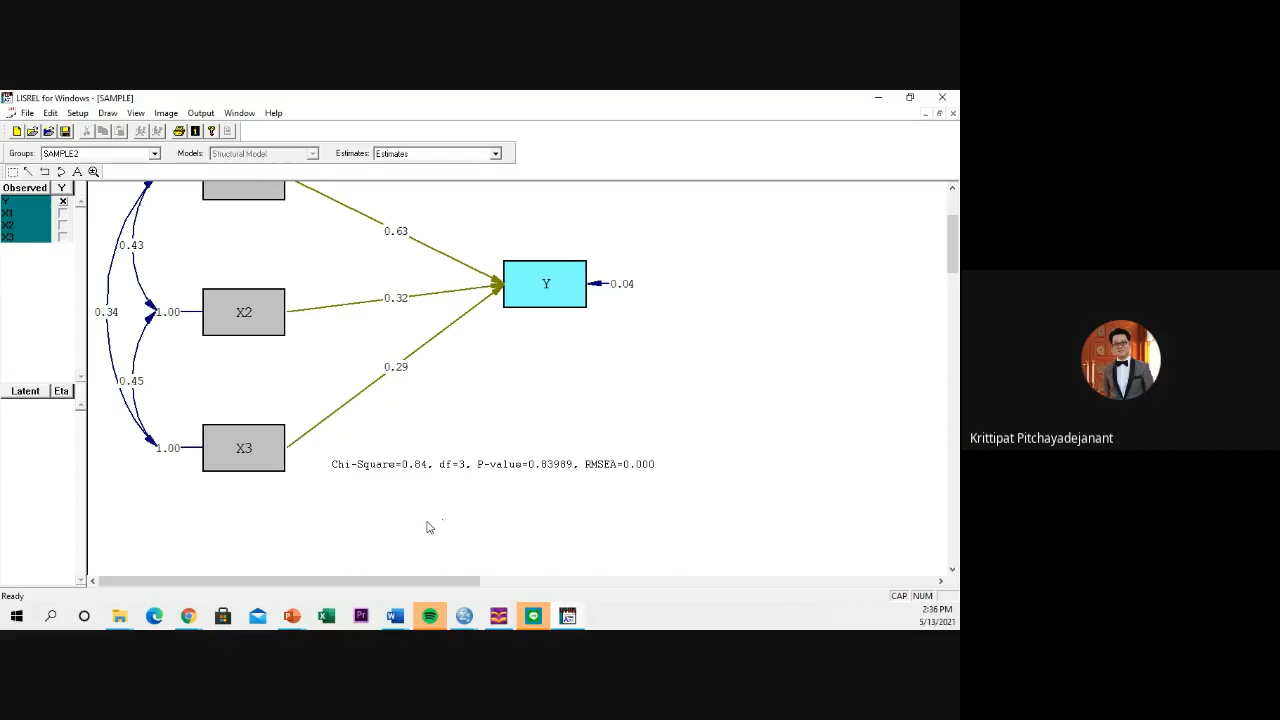 LISREL for Windows - [SAMPLE]
File Edit Setup Draw View Image Output Window Help
Groups: SAMPLE2 Models: Structural Model Estimates: Estimates
Observed Y
Y
X1
X2
X3
Latent Eta
0.63
0.43
Y
0.04
0.32
0.34
1.00
X2
0.29
0.45
1.00
X3
Chi-Square=0.84, df=3, P-value=0.83989, RMSEA=0.000
Ready
CAP NUM
2:36 PM
5/13/2021
Krittipat Pitchayadejanant